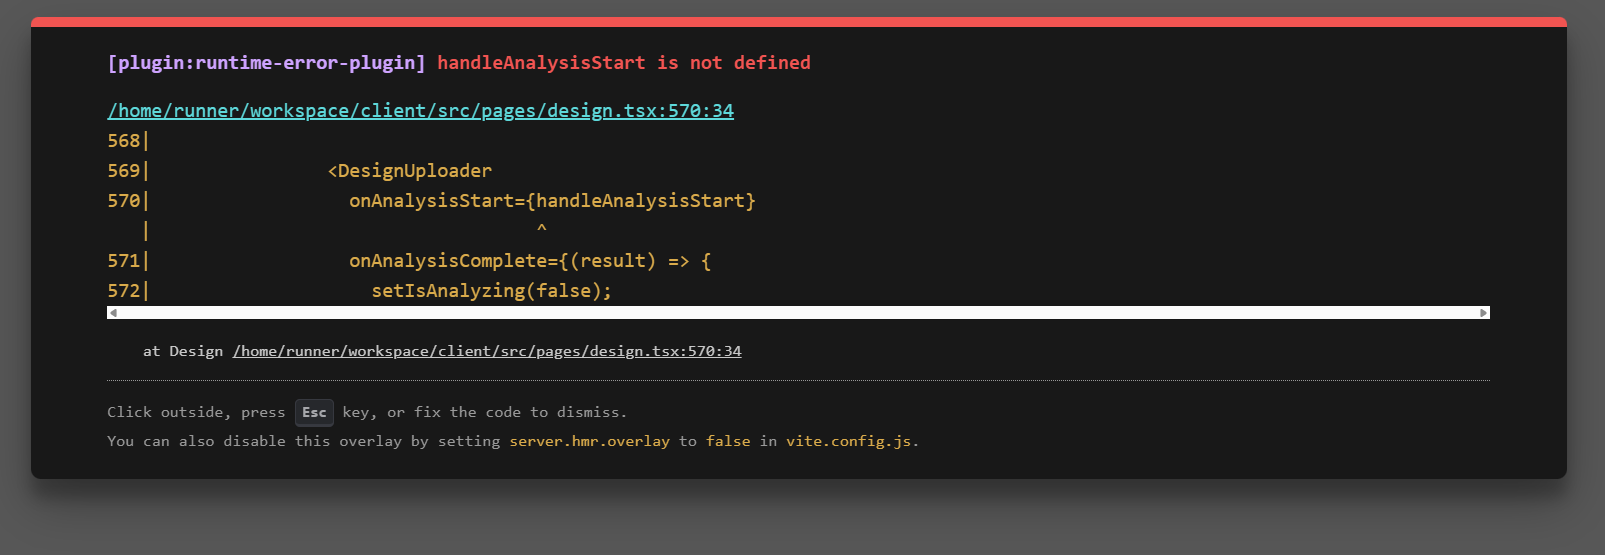 [plugin:runtime-error-plugin] handleAnalysisStart is not defined
/home/runner/workspace/client/src/pages/design.tsx:570:34
568|
569|                 <DesignUploader
570|                   onAnalysisStart={handleAnalysisStart}
   |                                    ^
571|                   onAnalysisComplete={(result) => {
572|                     setIsAnalyzing(false);
at Design /home/runner/workspace/client/src/pages/design.tsx:570:34
Click outside, press Esc key, or fix the code to dismiss.
You can also disable this overlay by setting server.hmr.overlay to false in vite.config.js.